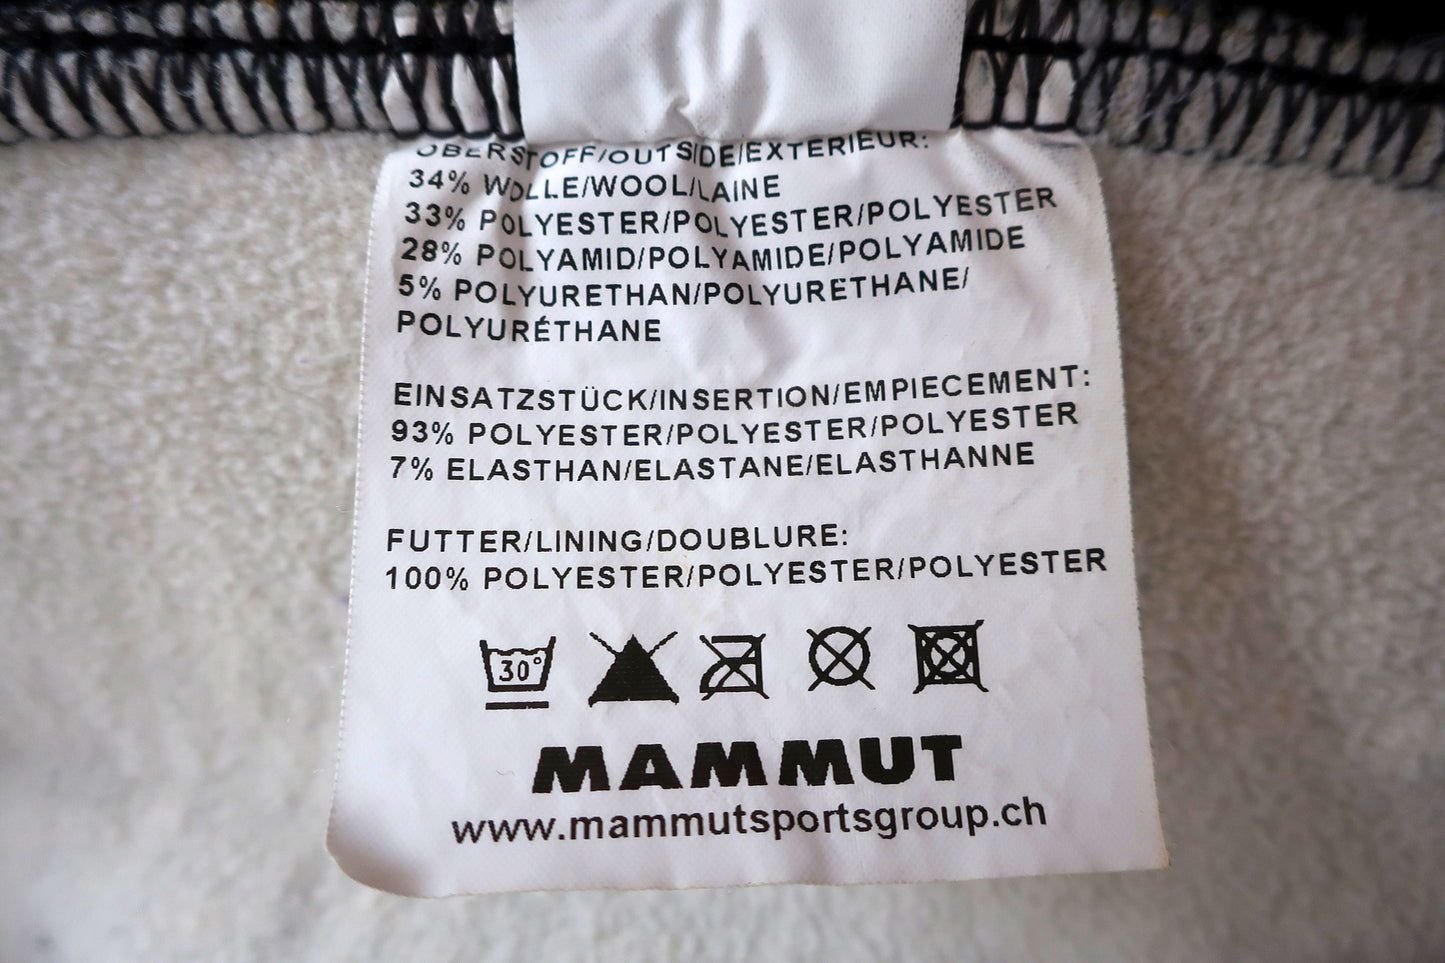 OBERSTOFF/OUTSIDE/EXTERIEUR:
34% WOLLE/WOOL/LAINE
33% POLYESTER/POLYESTER/POLYESTER
28% POLYAMID/POLYAMIDE/POLYAMIDE
5% POLYURETHAN/POLYURETHANE/
POLYURÉTHANE
EINSATZSTÜCK/INSERTION/EMPIECEMENT:
93% POLYESTER/POLYESTER/POLYESTER
7% ELASTHAN/ELASTANE/ELASTHANNE
FUTTER/LINING/DOUBLURE:
100% POLYESTER/POLYESTER/POLYESTER
30°
MAMMUT
www.mammutsportsgroup.ch